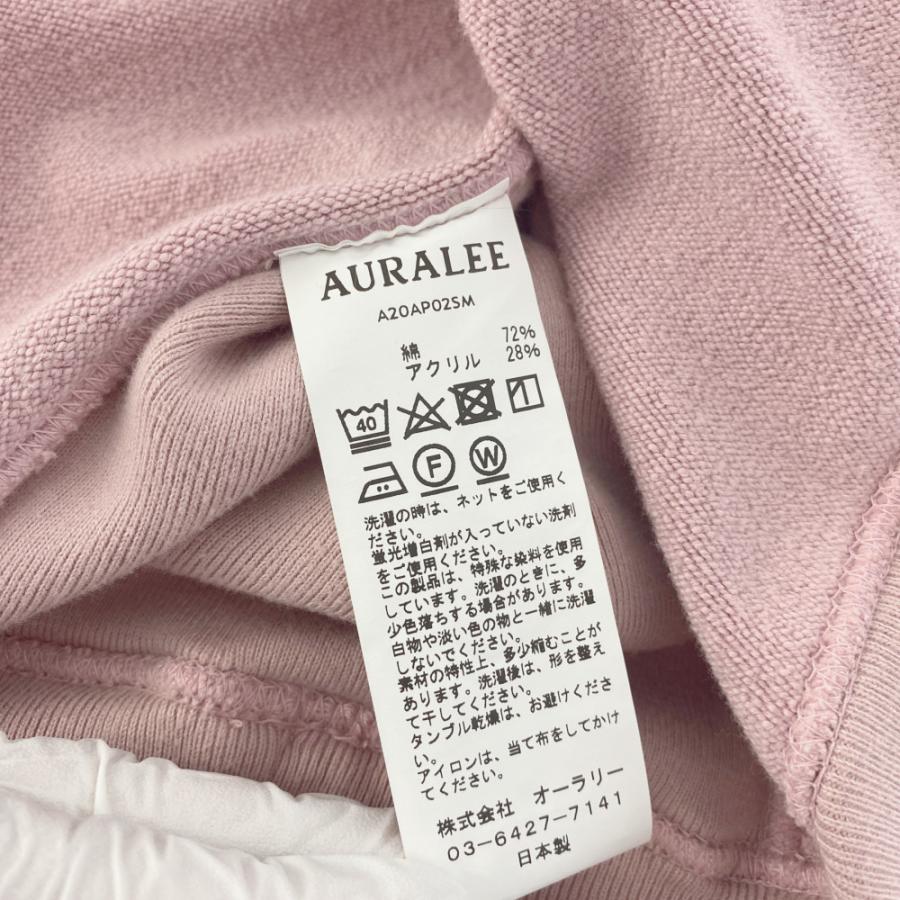 AURALEE
A20AP02SM
綿 72%
アクリル 28%
40
F W
洗濯の時は、ネットをご使用く
ださい。
蛍光増白剤が入っていない洗剤
をご使用ください。
この製品は、特殊な染料を使用
しています。洗濯のときに、多
少色落ちする場合があります。
白物や淡い色の物と一緒に洗濯
しないでください。
素材の特性上、多少縮むことが
あります。洗濯後は、形を整え
て干してください。
タンブル乾燥は、お避けくださ
い。
アイロンは、当て布をしてかけ
てください。
株式会社 オーラリー
03-6427-7141
日本製